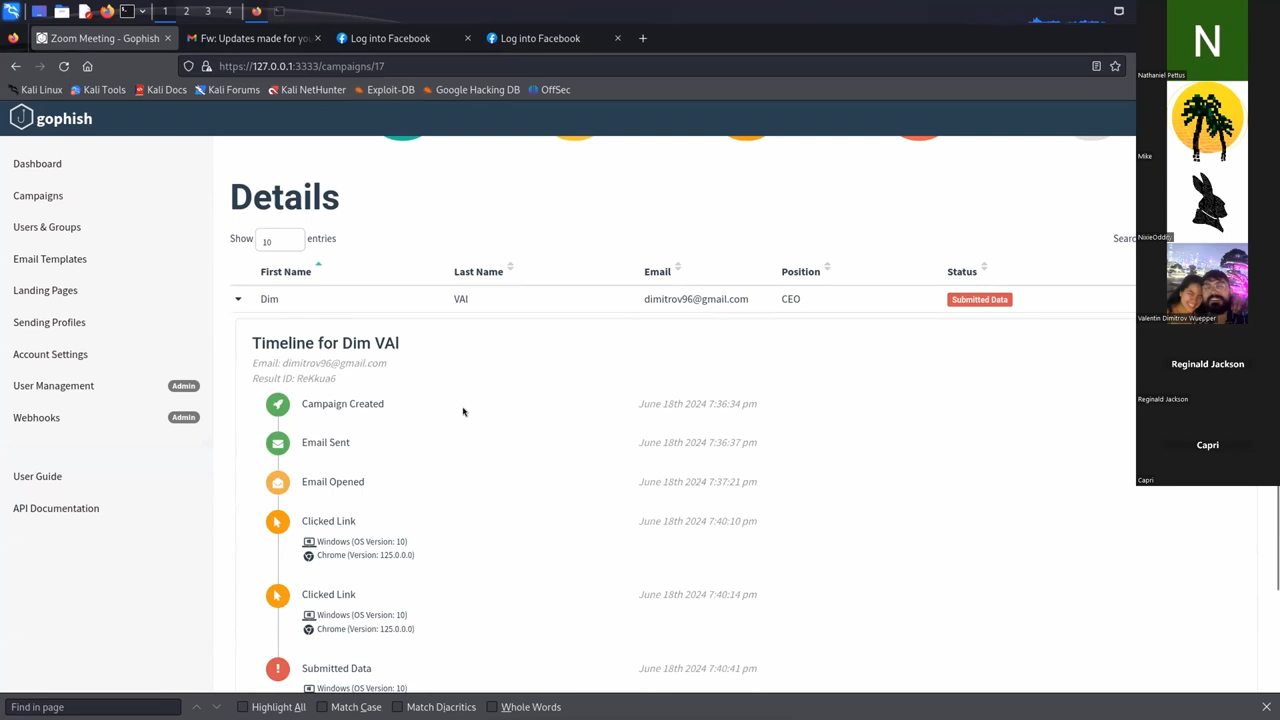 1
2
3
4
Zoom Meeting - Gophish
Fw: Updates made for yo
Log into Facebook
Log into Facebook
https://127.0.0.1:3333/campaigns/17
Kali Linux
Kali Tools
Kali Docs
Kali Forums
Kali NetHunter
Exploit-DB
Google Hacking DB
OffSec
gophish
Dashboard
Campaigns
Users & Groups
Email Templates
Landing Pages
Sending Profiles
Account Settings
User Management Admin
Webhooks Admin
User Guide
API Documentation
Details
Show 10 entries
Searc
First Name Last Name Email Position Status
Dim VAI dimitrov96@gmail.com CEO Submitted Data
Timeline for Dim VAI
Email: dimitrov96@gmail.com
Result ID: ReKkua6
Campaign Created June 18th 2024 7:36:34 pm
Email Sent June 18th 2024 7:36:37 pm
Email Opened June 18th 2024 7:37:21 pm
Clicked Link June 18th 2024 7:40:10 pm
Windows (OS Version: 10)
Chrome (Version: 125.0.0.0)
Clicked Link June 18th 2024 7:40:14 pm
Windows (OS Version: 10)
Chrome (Version: 125.0.0.0)
Submitted Data June 18th 2024 7:40:41 pm
Windows (OS Version: 10)
Find in page
Highlight All
Match Case
Match Diacritics
Whole Words
N
Nathaniel Pettus
Mike
NixieOddity
Valentin Dimitrov Wuepper
Reginald Jackson
Reginald Jackson
Capri
Capri